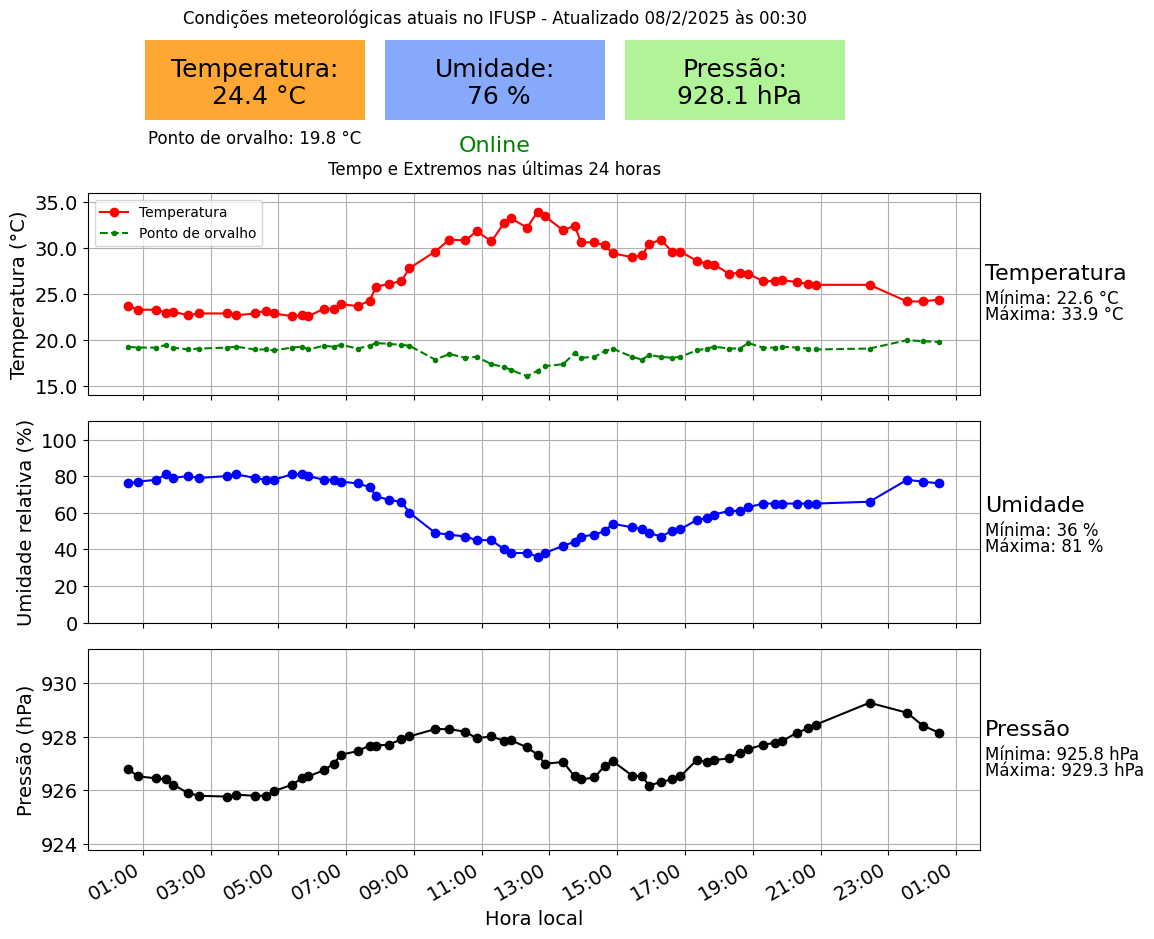 Condições meteorológicas atuais no IFUSP - Atualizado 08/2/2025 às 00:30
Temperatura:
24.4 °C
Umidade:
76 %
Pressão:
928.1 hPa
Ponto de orvalho: 19.8 °C
Online
Tempo e Extremos nas últimas 24 horas
Temperatura (°C)
35.0
30.0
25.0
20.0
15.0
Temperatura
Ponto de orvalho
Temperatura
Mínima: 22.6 °C
Máxima: 33.9 °C
Umidade relativa (%)
100
80
60
40
20
0
Umidade
Mínima: 36 %
Máxima: 81 %
Pressão (hPa)
930
928
926
924
Pressão
Mínima: 925.8 hPa
Máxima: 929.3 hPa
01:00 03:00 05:00 07:00 09:00 11:00 13:00 15:00 17:00 19:00 21:00 23:00 01:00
Hora local